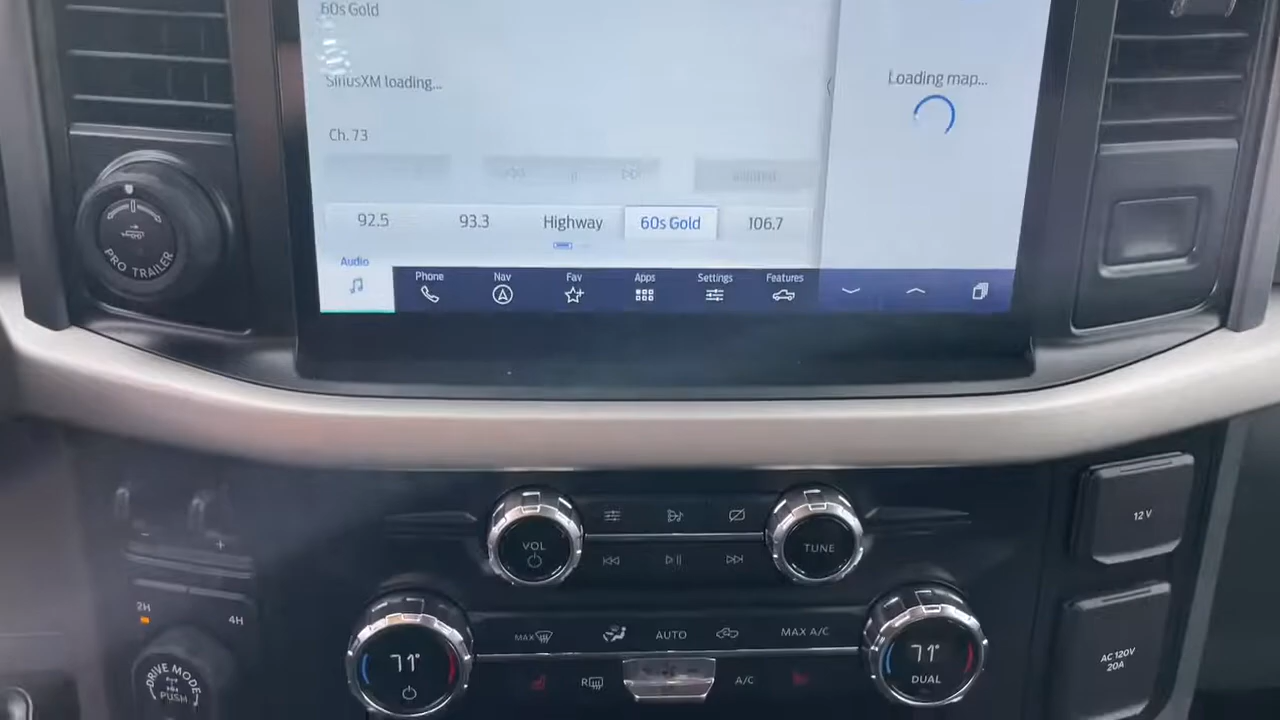 60s Gold
SiriusXM loading...
Loading map...
Ch. 73
92.5 93.3 Highway 60s Gold 106.7
Audio Phone Nav Fav Apps Settings Features
PRO TRAILER
12 V
VOL TUNE
2H 4H
MAX AUTO MAX A/C
71° 71°
DUAL
R A/C
AC 120V
20A
DRIVE MODE
PUSH